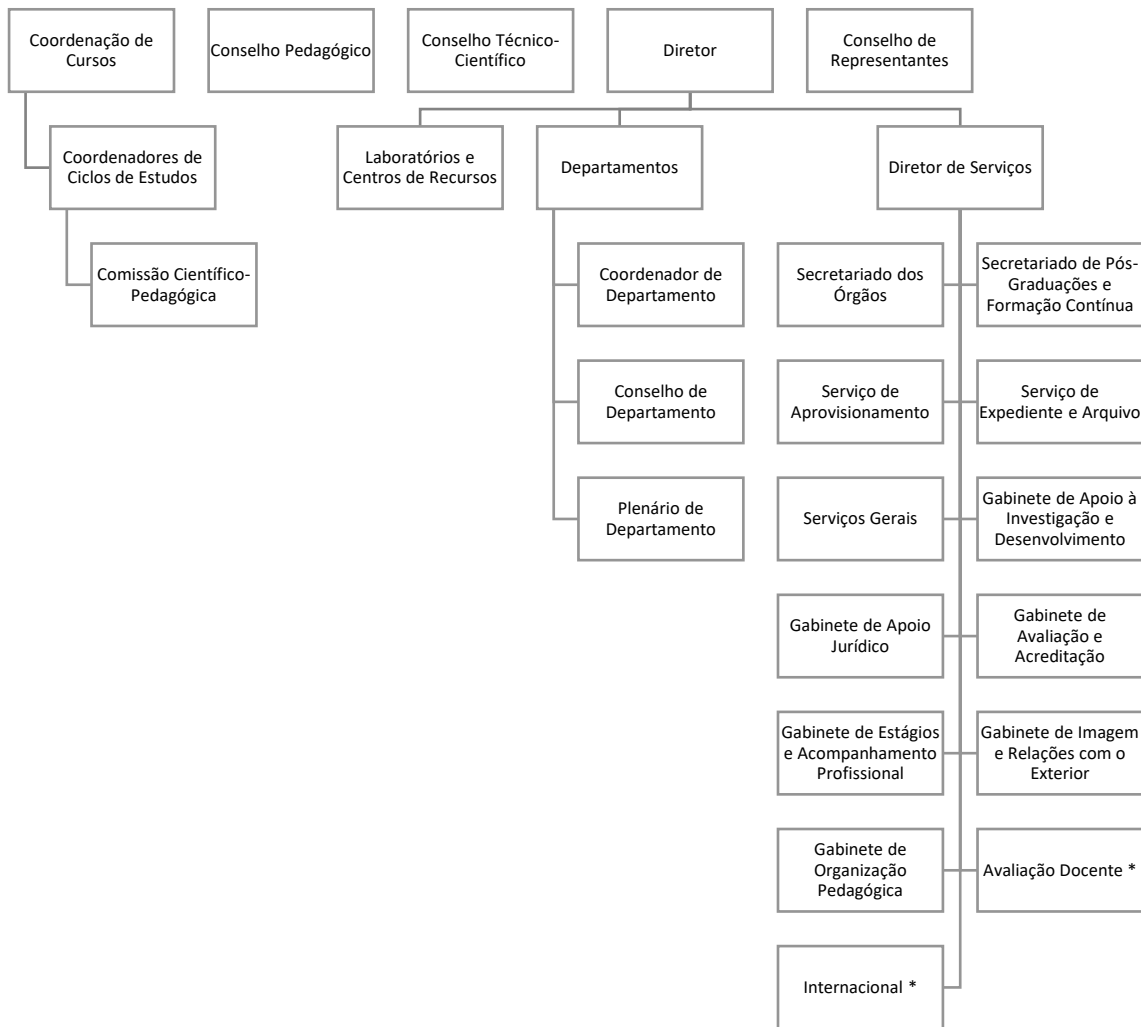 Coordenação de
Cursos
Conselho Pedagógico
Conselho Técnico-
Científico
Diretor
Conselho de
Representantes
Coordenadores de
Ciclos de Estudos
Laboratórios e
Centros de Recursos
Departamentos
Diretor de Serviços
Comissão Científico-
Pedagógica
Coordenador de
Departamento
Secretariado dos
Órgãos
Secretariado de Pós-
Graduações e
Formação Contínua
Conselho de
Departamento
Serviço de
Aprovisionamento
Serviço de
Expediente e Arquivo
Plenário de
Departamento
Serviços Gerais
Gabinete de Apoio à
Investigação e
Desenvolvimento
Gabinete de Apoio
Jurídico
Gabinete de
Avaliação e
Acreditação
Gabinete de Estágios
e Acompanhamento
Profissional
Gabinete de Imagem
e Relações com o
Exterior
Gabinete de
Organização
Pedagógica
Avaliação Docente *
Internacional *